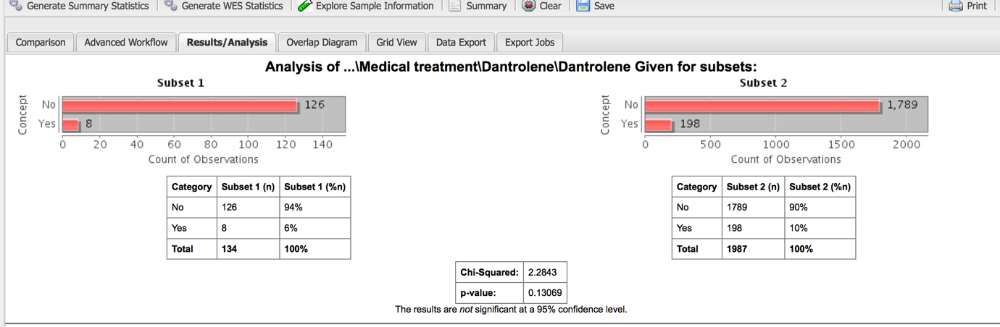 Generate Summary Statistics Generate WES Statistics Explore Sample Information Summary Clear Save Print
Comparison Advanced Workflow Results/Analysis Overlap Diagram Grid View Data Export Export Jobs
Analysis of ...\Medical treatment\Dantrolene\Dantrolene Given for subsets:
Subset 1
Concept
No 126
Yes 8
0 20 40 60 80 100 120 140
Count of Observations
Category Subset 1 (n) Subset 1 (%n)
No 126 94%
Yes 8 6%
Total 134 100%
Subset 2
Concept
No 1,789
Yes 198
0 500 1000 1500 2000
Count of Observations
Category Subset 2 (n) Subset 2 (%n)
No 1789 90%
Yes 198 10%
Total 1987 100%
Chi-Squared: 2.2843
p-value: 0.13069
The results are not significant at a 95% confidence level.